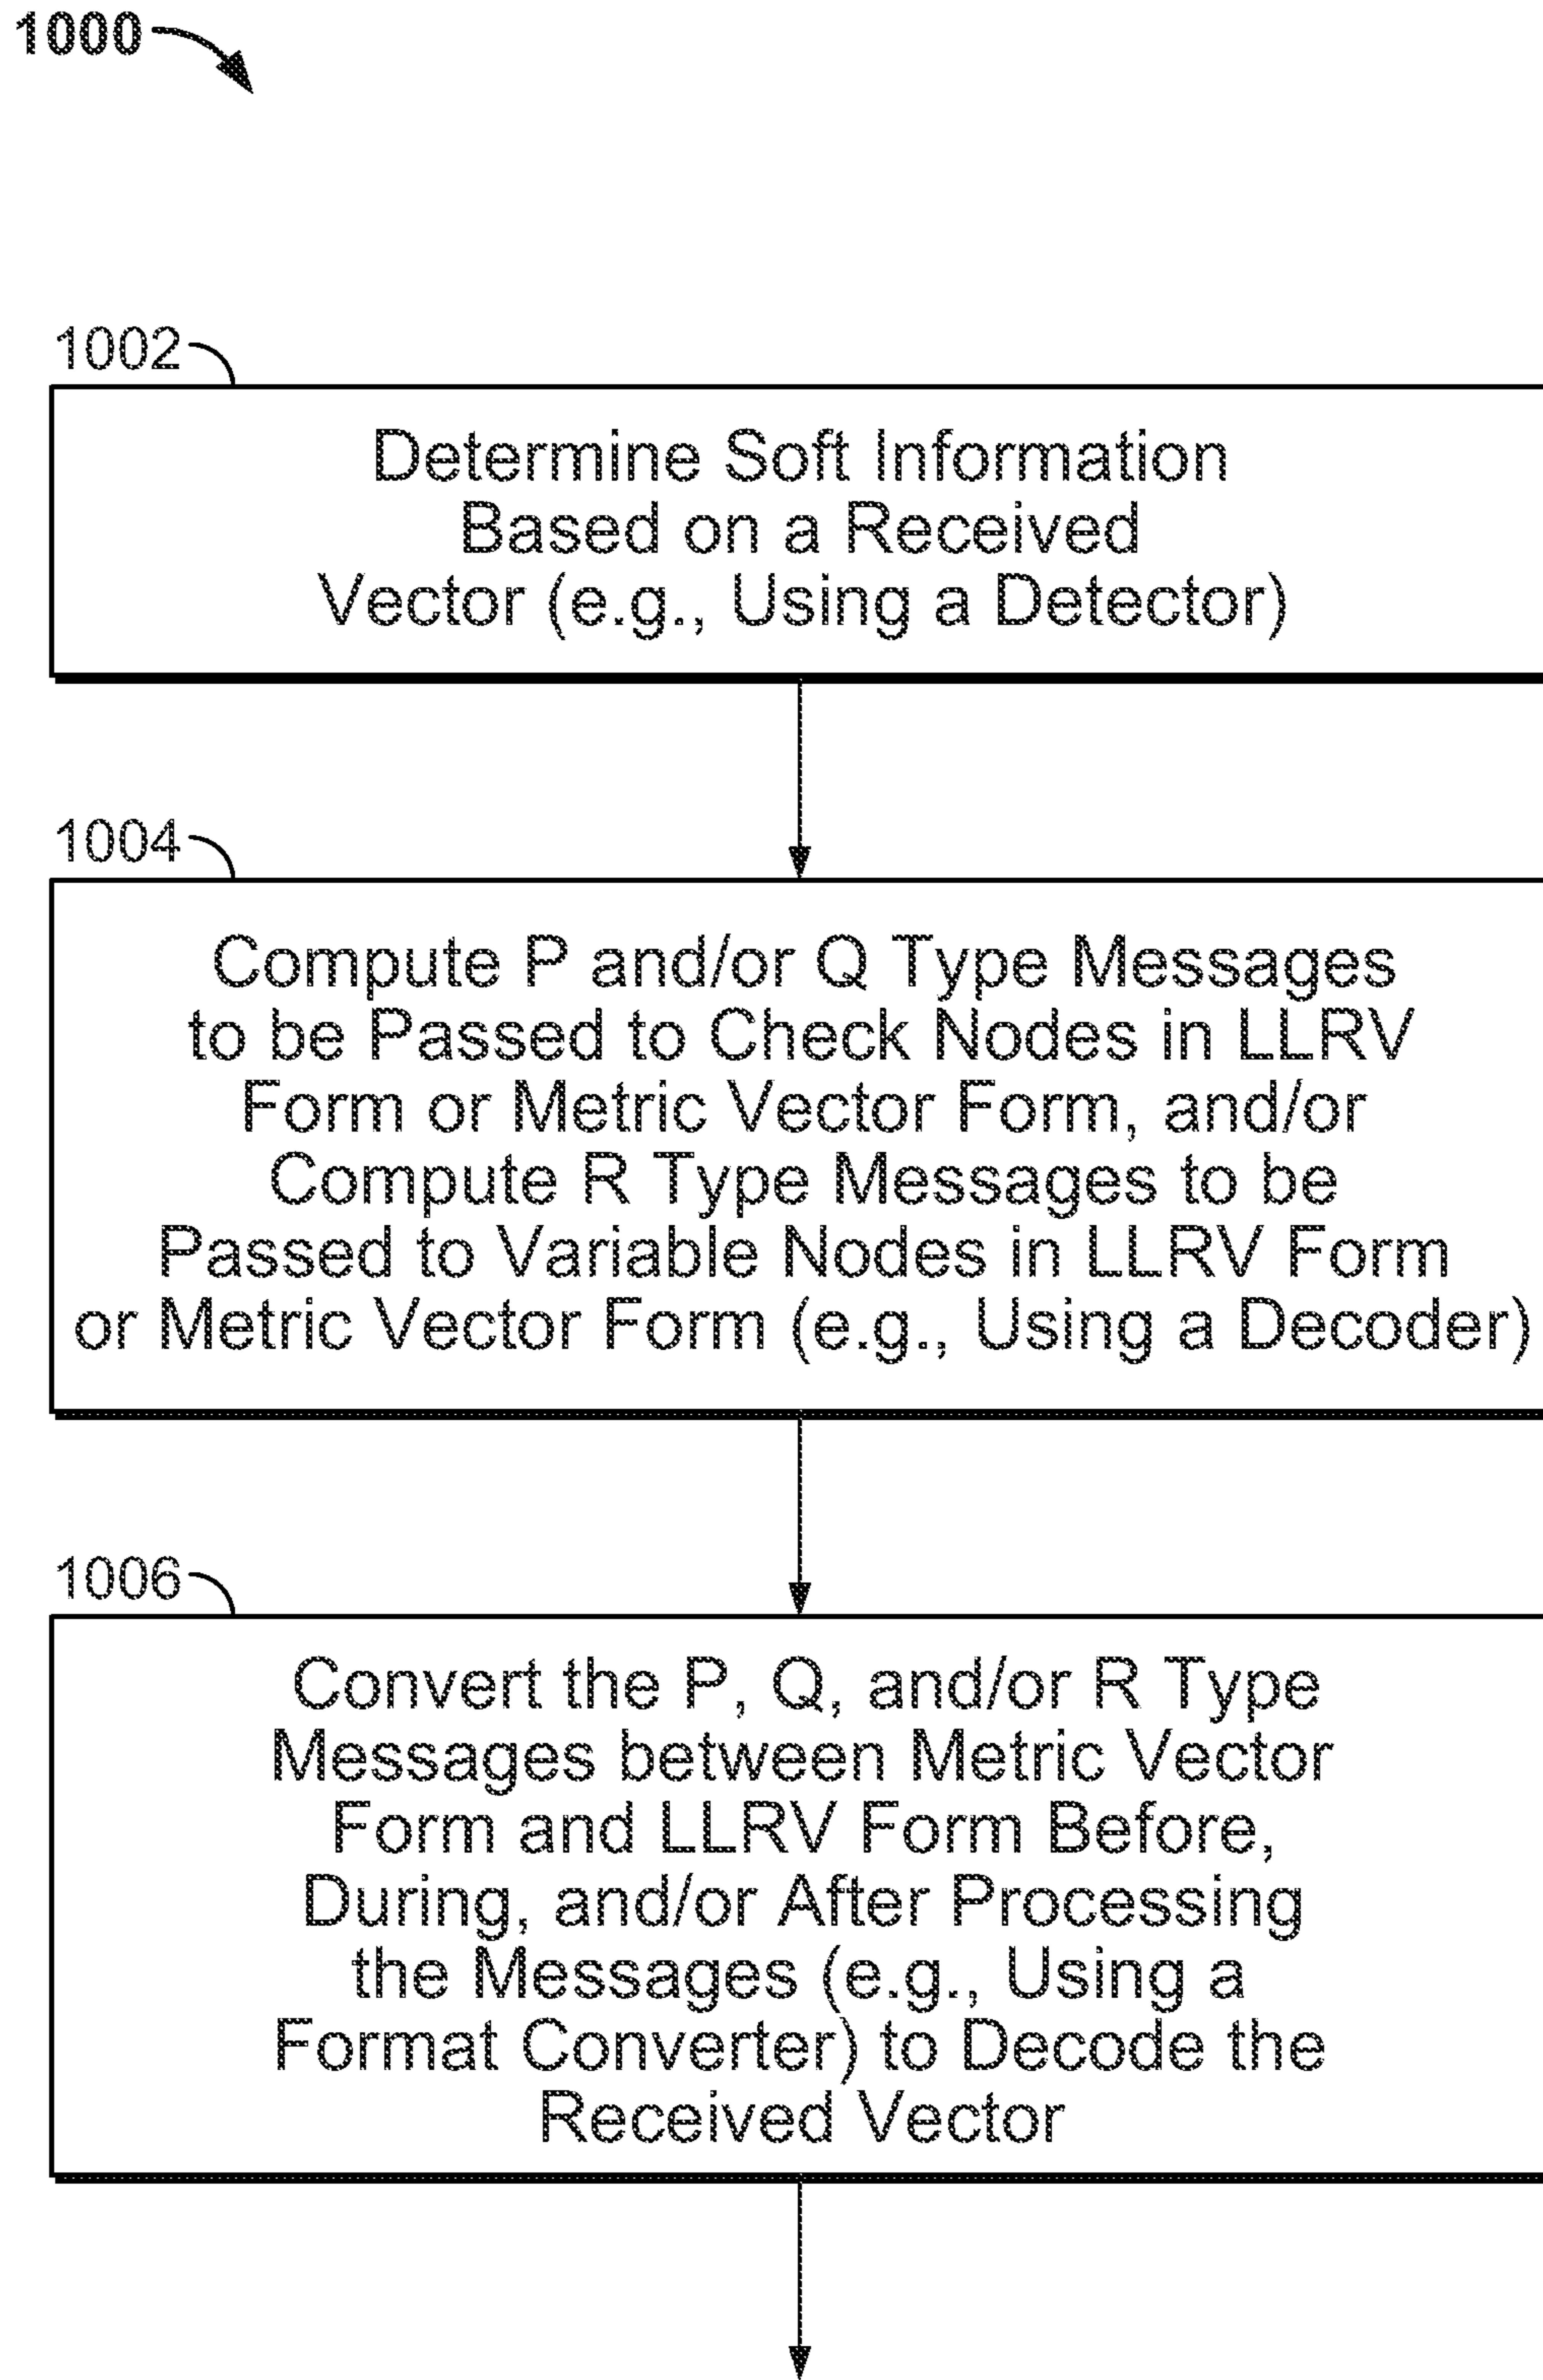 1000
1002
Determine Soft Information
Based on a Received
Vector (e.g., Using a Detector)
1004
Compute P and/or Q Type Messages
to be Passed to Check Nodes in LLRV
Form or Metric Vector Form, and/or
Compute R Type Messages to be
Passed to Variable Nodes in LLRV Form
or Metric Vector Form (e.g., Using a Decoder)
1006
Convert the P, Q, and/or R Type
Messages between Metric Vector
Form and LLRV Form Before,
During, and/or After Processing
the Messages (e.g., Using a
Format Converter) to Decode the
Received Vector